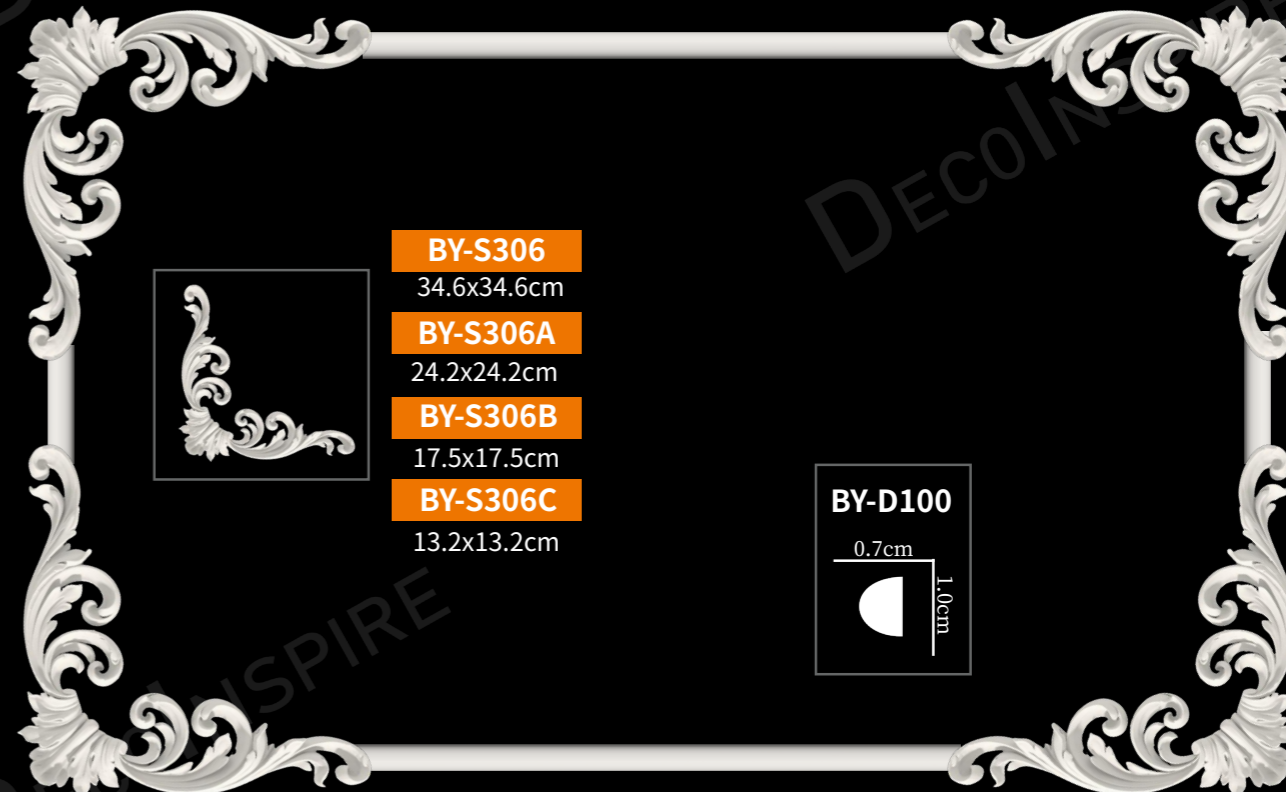 DECOINSPIRE
BY-S306
34.6x34.6cm
BY-S306A
24.2x24.2cm
BY-S306B
17.5x17.5cm
BY-S306C
13.2x13.2cm
BY-D100
0.7cm
1.0cm
INSPIRE